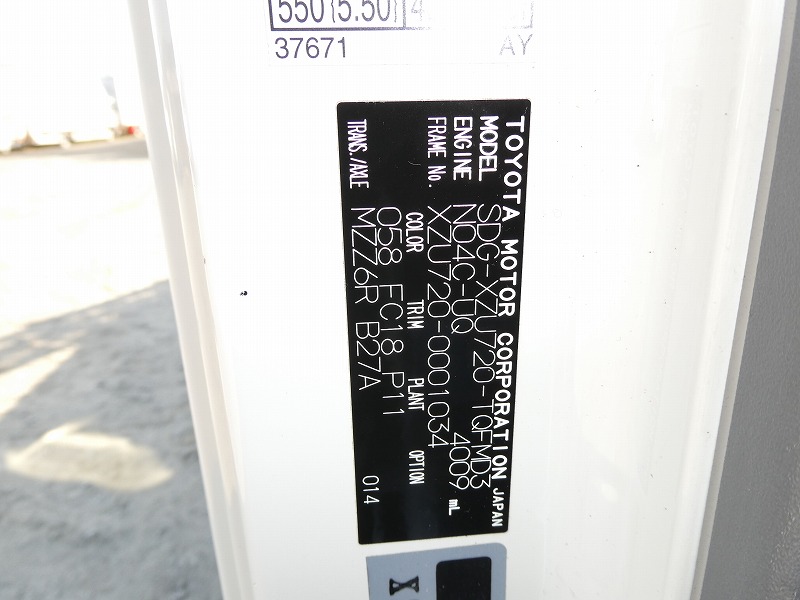 550{5.50}
37671
AY
TOYOTA MOTOR CORPORATION JAPAN
MODEL SDG-XZU720-TQFMD3
ENGINE N04C-UQ 4009 mL
FRAME No. XZU720-0001034
COLOR TRIM PLANT OPTION
058 FC18 P11
TRANS./AXLE MZZ6R B27A 014